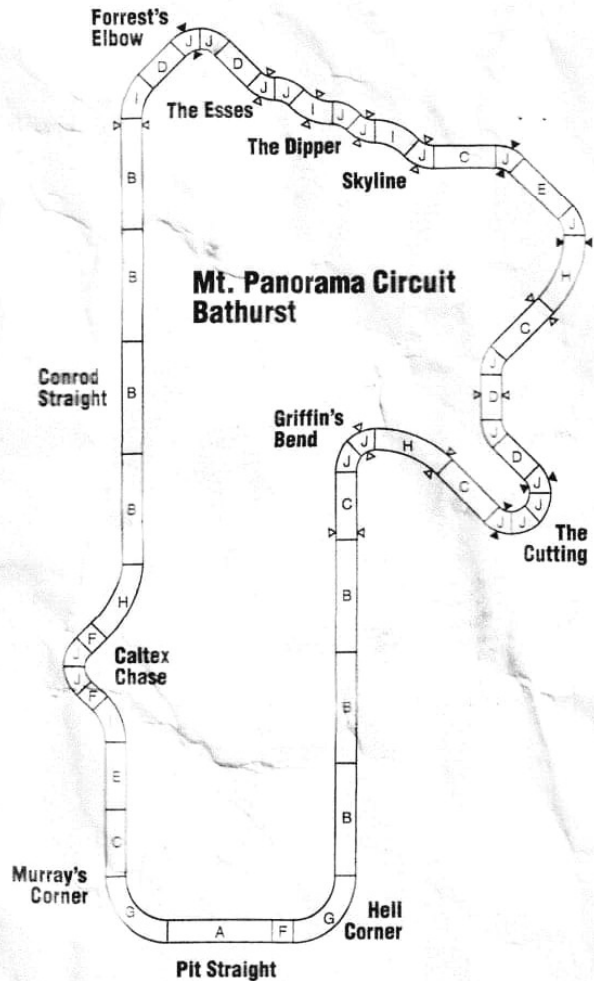 Forrest's
Elbow
J J
D D
I
J J I J J I J
C J
E
J
H
C
J
D
J
D
J
J
J J
C
H
J
J
C
B
B
B
G
F
A
G
C
E
F
J
J
F
H
B
B
B
B
The Esses
The Dipper
Skyline
Mt. Panorama Circuit
Bathurst
Conrod
Straight
Griffin's
Bend
The
Cutting
Caltex
Chase
Murray's
Corner
Hell
Corner
Pit Straight